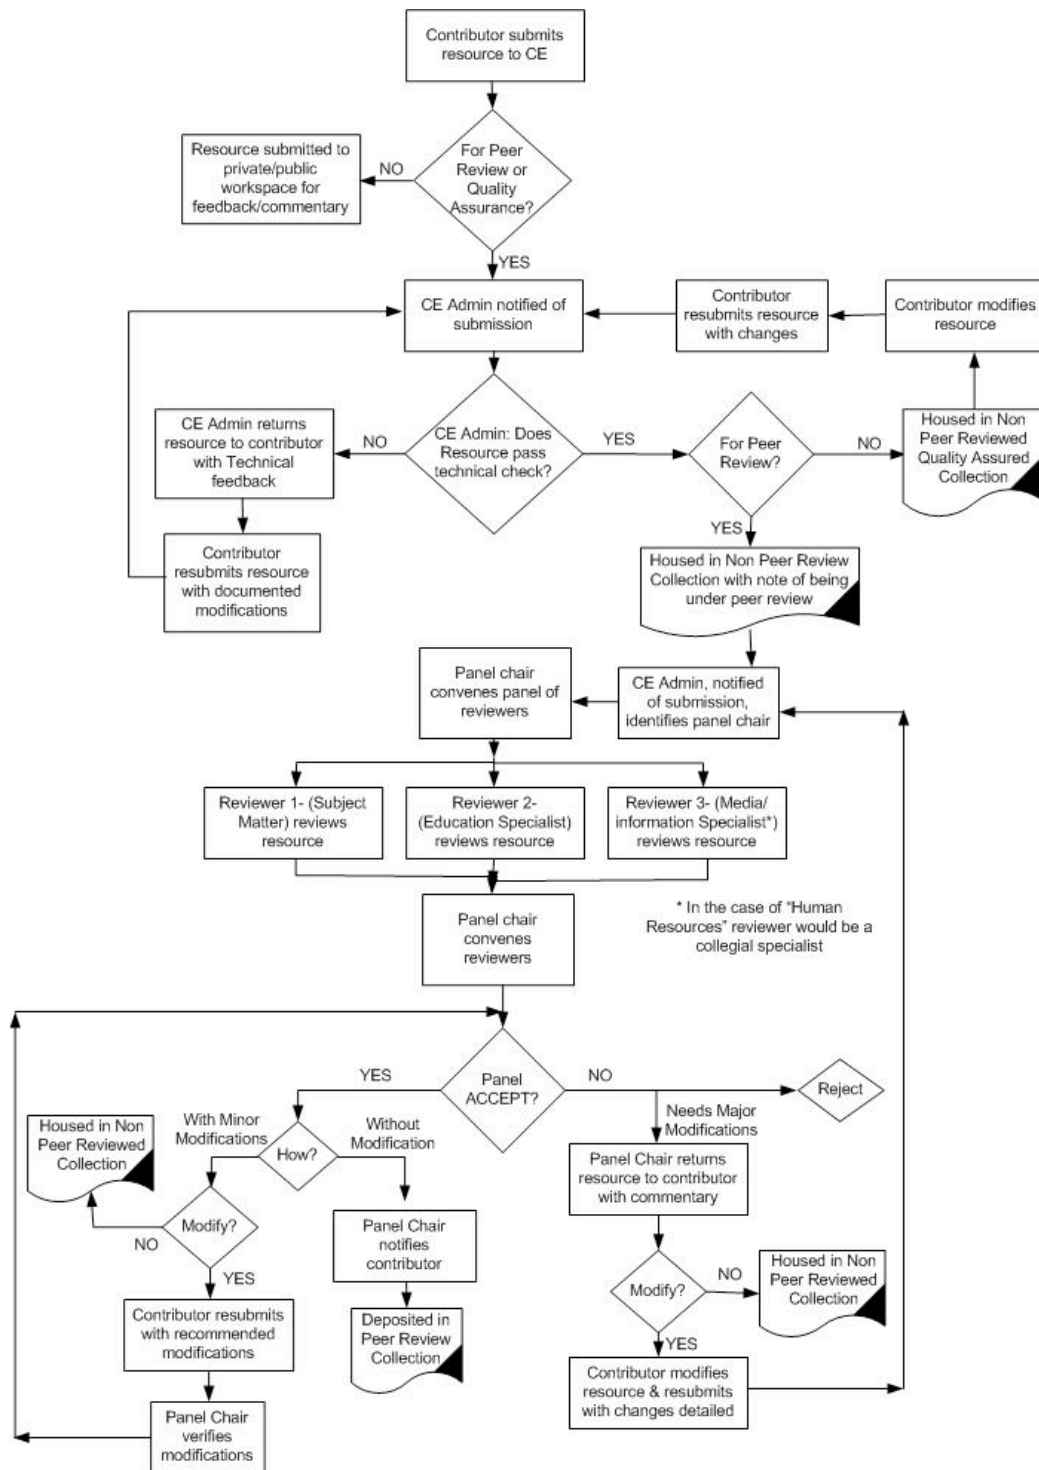 Contributor submits
resource to CE
For Peer
Review or
Quality
Assurance?
NO
Resource submitted to
private/public
workspace for
feedback/commentary
YES
CE Admin notified of
submission
Contributor
resubmits resource
with changes
Contributor modifies
resource
CE Admin returns
resource to contributor
with Technical
feedback
NO
CE Admin: Does
Resource pass
technical check?
YES
For Peer
Review?
NO
Housed in Non
Peer Reviewed
Quality Assured
Collection
YES
Contributor
resubmits resource
with documented
modifications
Housed in Non Peer Review
Collection with note of being
under peer review
Panel chair
convenes panel of
reviewers
CE Admin, notified
of submission,
identifies panel chair
Reviewer 1- (Subject
Matter) reviews
resource
Reviewer 2-
(Education Specialist)
reviews resource
Reviewer 3- (Media/
information Specialist*)
reviews resource
Panel chair
convenes
reviewers
* In the case of “Human
Resources” reviewer would be a
collegial specialist
YES
Panel
ACCEPT?
NO
Reject
With Minor
Modifications
How?
Without
Modification
Needs Major
Modifications
Housed in Non
Peer Reviewed
Collection
Panel Chair returns
resource to contributor
with commentary
Modify?
NO
YES
Panel Chair
notifies
contributor
Modify?
NO
Housed in Non
Peer Reviewed
Collection
YES
Contributor resubmits
with recommended
modifications
Deposited in
Peer Review
Collection
Contributor modifies
resource & resubmits
with changes detailed
Panel Chair
verifies
modifications